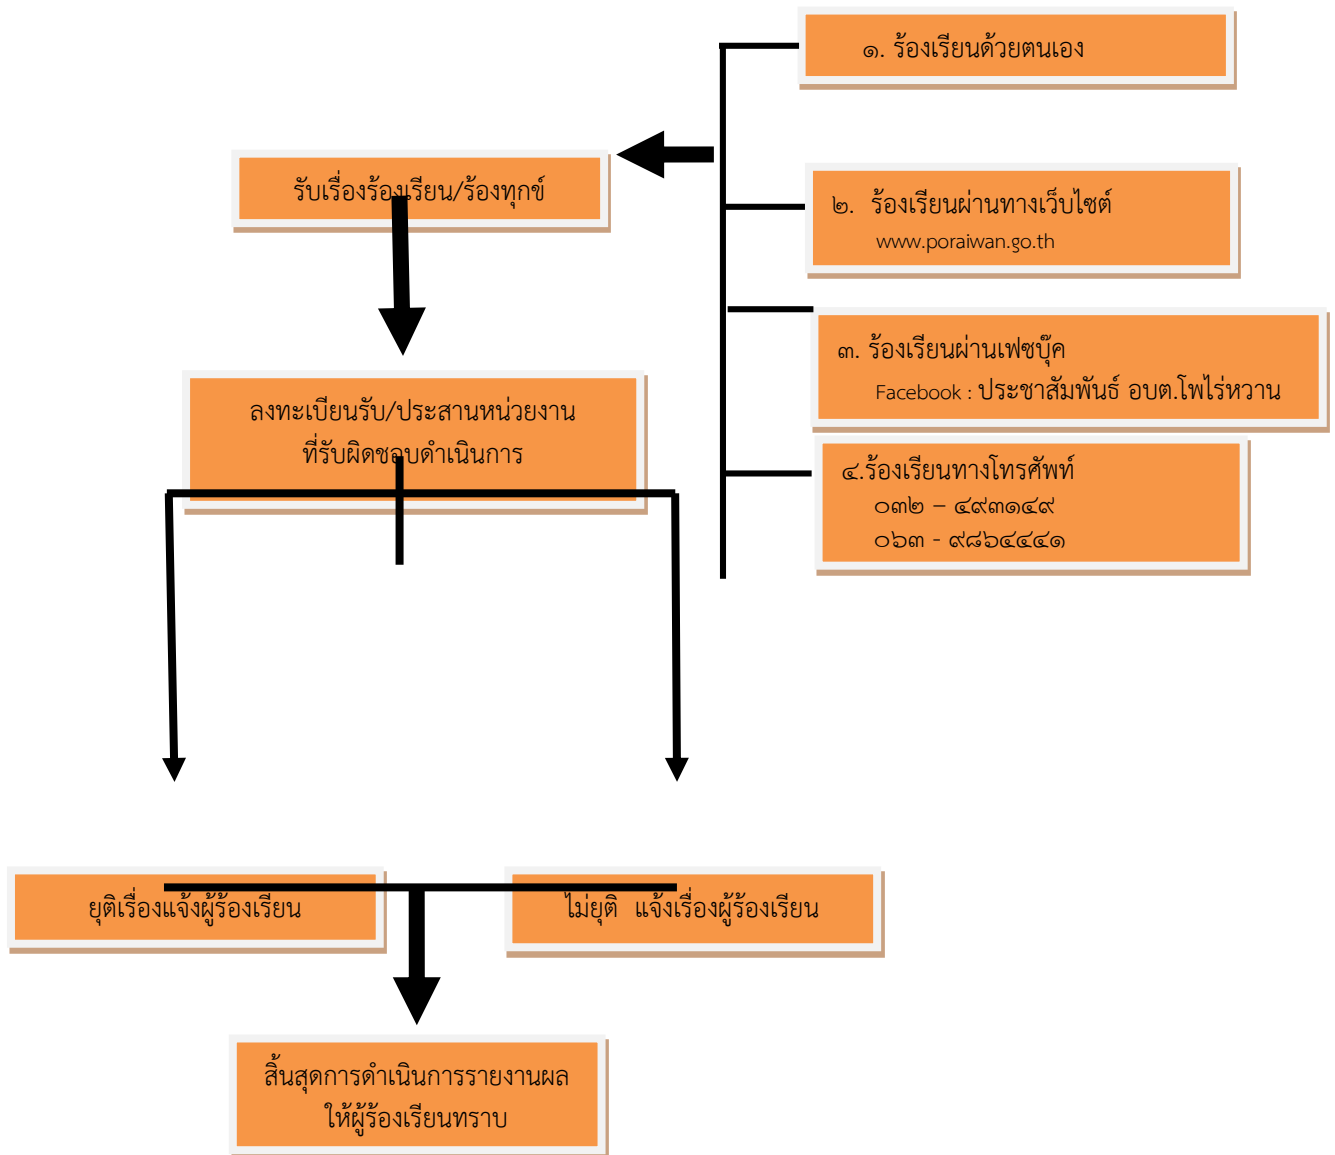 ๑. ร้องเรียนด้วยตนเอง
รับเรื่องร้องเรียน/ร้องทุกข์
๒. ร้องเรียนผ่านทางเว็บไซต์
www.poraiwan.go.th
๓. ร้องเรียนผ่านเฟซบุ๊ค
Facebook : ประชาสัมพันธ์ อบต.โพไร่หวาน
ลงทะเบียนรับ/ประสานหน่วยงาน
ที่รับผิดชอบดำเนินการ
๔.ร้องเรียนทางโทรศัพท์
๐๓๒ – ๔๙๓๑๔๙
๐๖๓ - ๙๘๖๔๔๔๑
ยุติเรื่องแจ้งผู้ร้องเรียน
ไม่ยุติ แจ้งเรื่องผู้ร้องเรียน
สิ้นสุดการดำเนินการรายงานผล
ให้ผู้ร้องเรียนทราบ